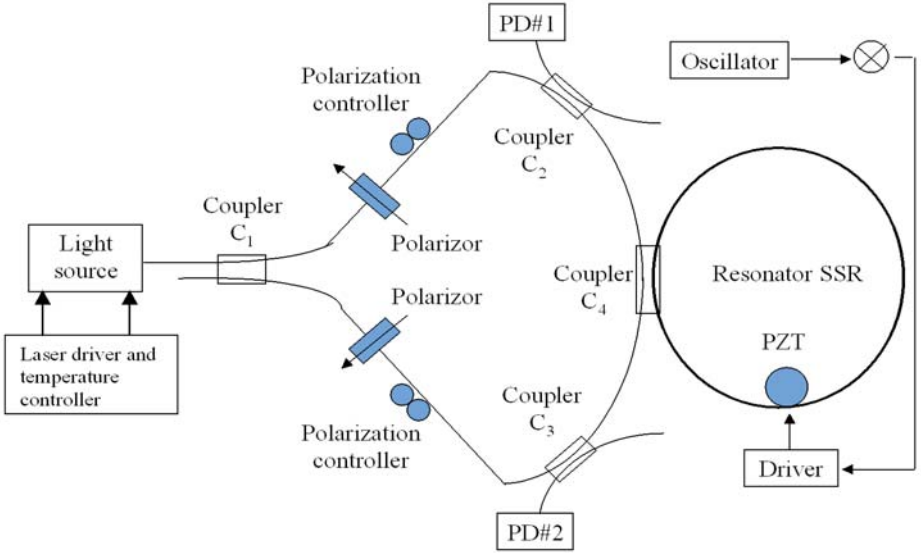 PD#1
Oscillator
Polarization
controller
Coupler
C2
Coupler
C1
Polarizor
Light
source
Coupler
C4
Resonator SSR
Polarizor
Laser driver and
temperature
controller
PZT
Coupler
C3
Polarization
controller
Driver
PD#2